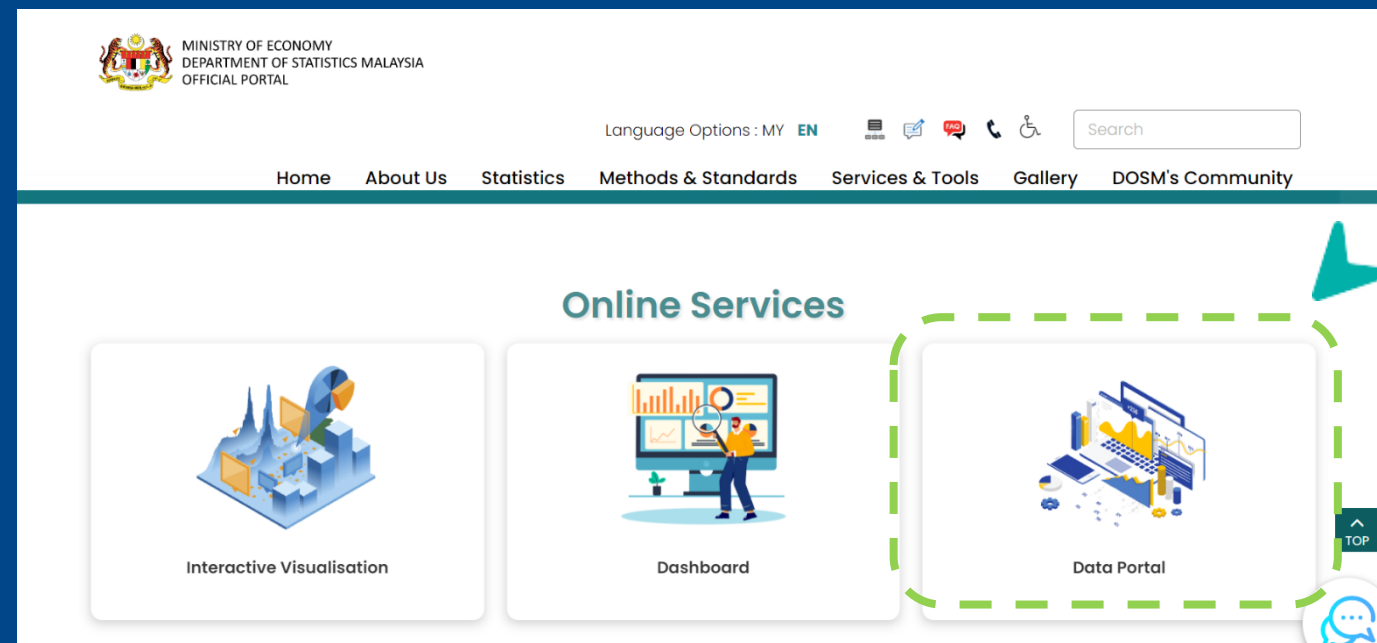 MINISTRY OF ECONOMY
DEPARTMENT OF STATISTICS MALAYSIA
OFFICIAL PORTAL
Language Options : MY EN
FAQ
Search
Home About Us Statistics Methods & Standards Services & Tools Gallery DOSM's Community
Online Services
Interactive Visualisation
Dashboard
Data Portal
TOP